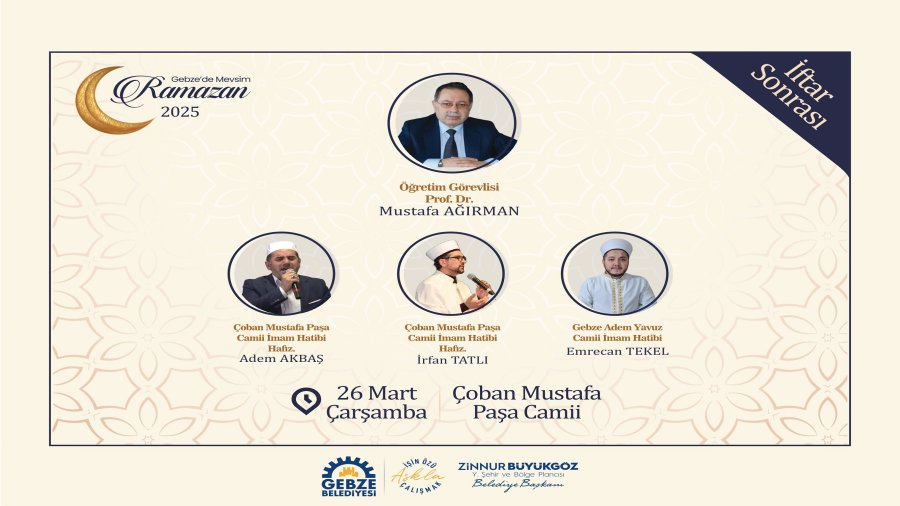 Gebze'de Mevsim
Ramazan
2025
İftar
Sonrası
Öğretim Görevlisi
Prof. Dr.
Mustafa AĞIRMAN
Çoban Mustafa Paşa
Camii İmam Hatibi
Hafız.
Adem AKBAŞ
Çoban Mustafa Paşa
Camii İmam Hatibi
Hafız.
İrfan TATLI
Gebze Adem Yavuz
Camii İmam Hatibi
Emrecan TEKEL
26 Mart
Çarşamba
Çoban Mustafa
Paşa Camii
GEBZE
BELEDİYESİ
İŞİN ÖZÜ
Aşkla
ÇALIŞMAK
ZİNNUR BÜYÜKGÖZ
Y. Şehir ve Bölge Plancısı
Belediye Başkanı